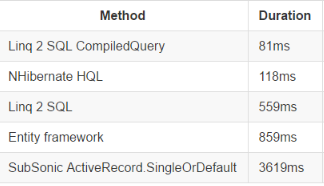 Method Duration
Linq 2 SQL CompiledQuery 81ms
NHibernate HQL 118ms
Linq 2 SQL 559ms
Entity framework 859ms
SubSonic ActiveRecord.SingleOrDefault 3619ms